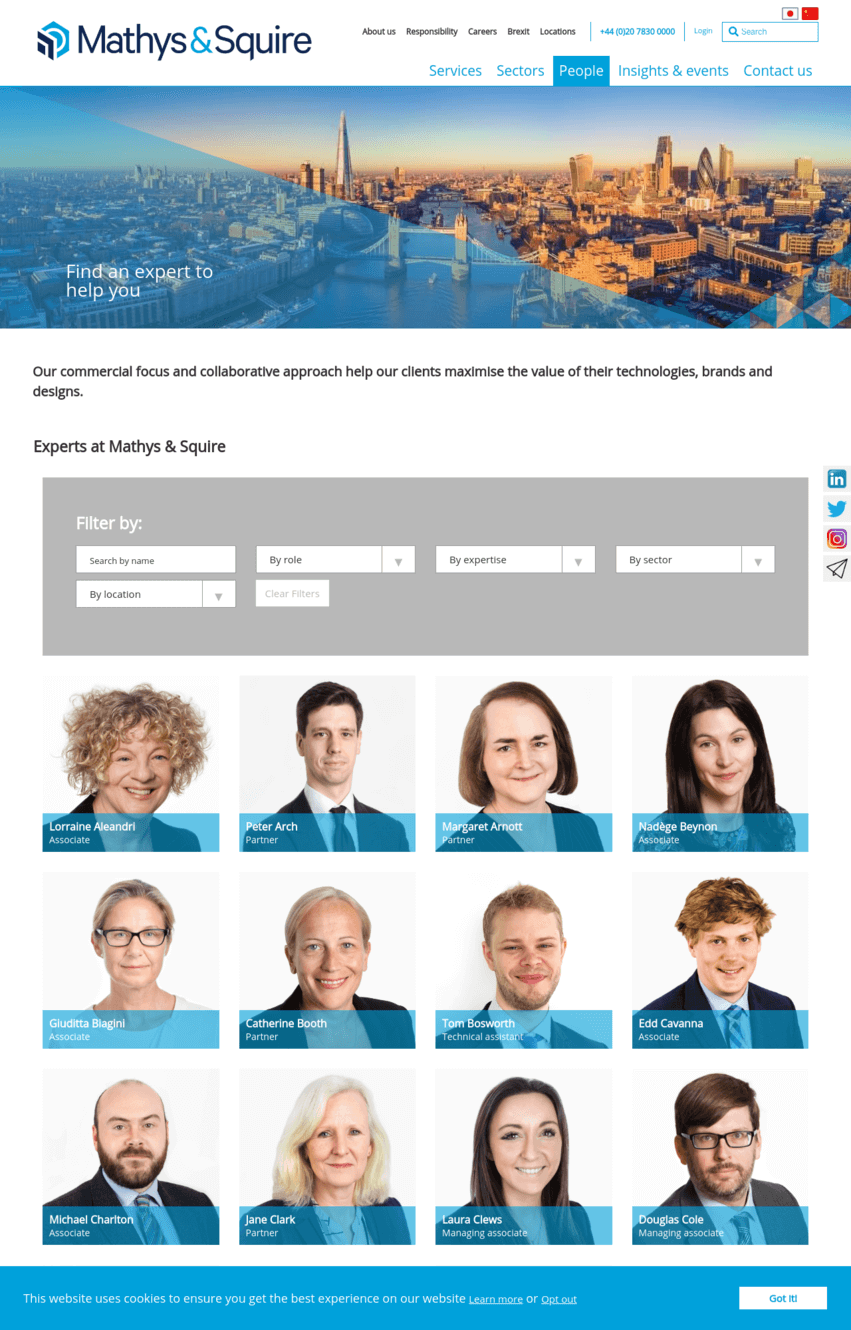 Mathys&Squire
About us Responsibility Careers Brexit Locations +44 (0)20 7830 0000 Login Search
Services Sectors People Insights & events Contact us
Find an expert to
help you
Our commercial focus and collaborative approach help our clients maximise the value of their technologies, brands and
designs.
Experts at Mathys & Squire
Filter by:
Search by name By role By expertise By sector
By location Clear Filters
in
Lorraine Aleandri Peter Arch Margaret Arnott Nadège Beynon
Associate Partner Partner Associate
Giuditta Biagini Catherine Booth Tom Bosworth Edd Cavanna
Associate Partner Technical assistant Associate
Michael Charlton Jane Clark Laura Clews Douglas Cole
Associate Partner Managing associate Managing associate
This website uses cookies to ensure you get the best experience on our website Learn more or Opt out Got it!